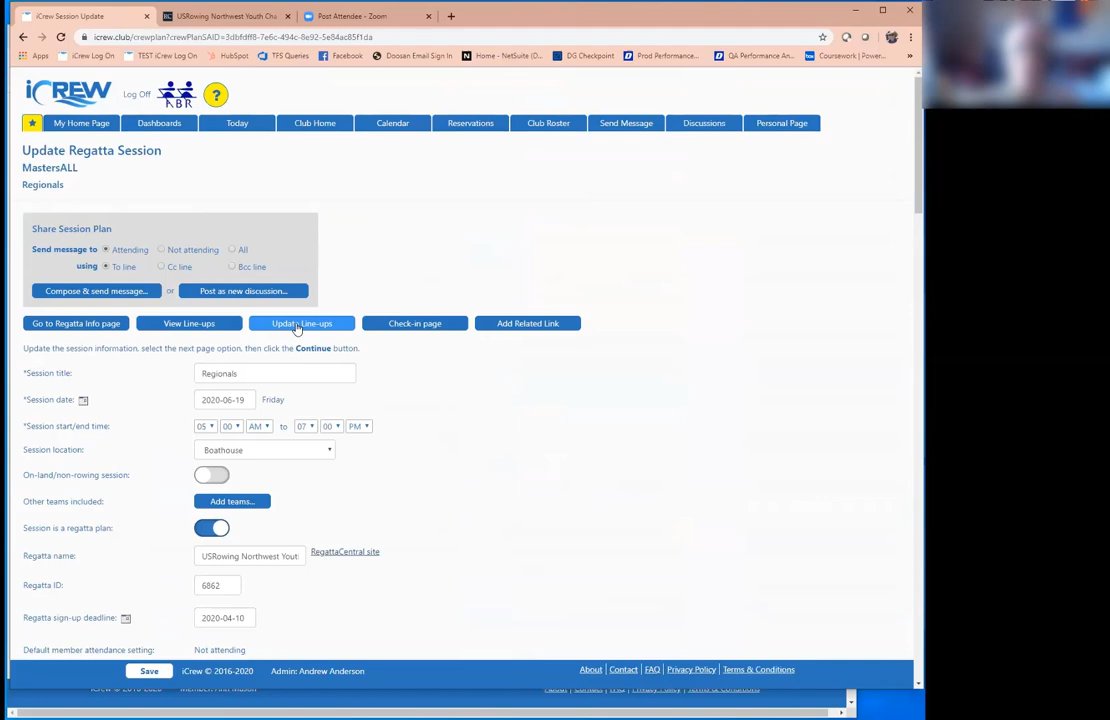 iCrew Session Update
USRowing Northwest Youth Cha
Post Attendee - Zoom
icrew.club/crewplan?crewPlanSAID=3dbfdff8-7e6c-494c-8e92-5e84ac85f1da
Apps iCrew Log On TEST iCrew Log On HubSpot TFS Queries Facebook Doosan Email Sign In Home - NetSuite (D... DG Checkpoint Prod Performance... QA Performance An... Coursework | Powe...
iCREW Log Off ABR ?
My Home Page Dashboards Today Club Home Calendar Reservations Club Roster Send Message Discussions Personal Page
Update Regatta Session
MastersALL
Regionals
Share Session Plan
Send message to Attending Not attending All
using To line Cc line Bcc line
Compose & send message... or Post as new discussion...
Go to Regatta Info page View Line-ups Update Line-ups Check-in page Add Related Link
Update the session information, select the next page option, then click the Continue button.
*Session title: Regionals
*Session date: 2020-06-19 Friday
*Session start/end time: 05 00 AM to 07 00 PM
Session location: Boathouse
On-land/non-rowing session:
Other teams included: Add teams...
Session is a regatta plan:
Regatta name: USRowing Northwest Yout RegattaCentral site
Regatta ID: 6862
Regatta sign-up deadline: 2020-04-10
Default member attendance setting: Not attending
Save iCrew © 2016-2020 Admin: Andrew Anderson About Contact FAQ Privacy Policy Terms & Conditions